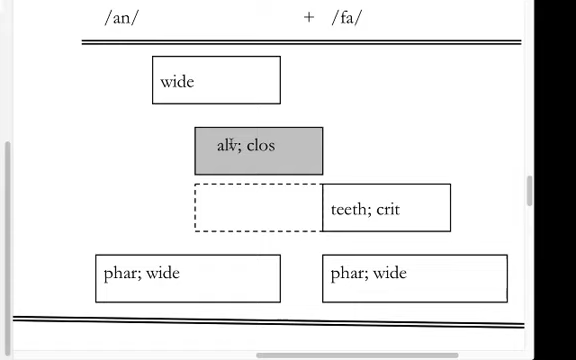 /an/ + /fa/
wide
alv; clos
teeth; crit
phar; wide phar; wide